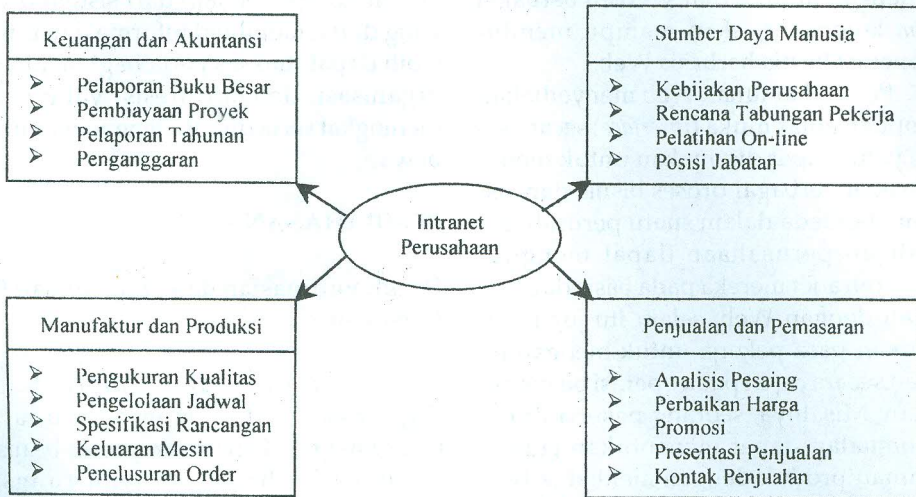 Keuangan dan Akuntansi
➢ Pelaporan Buku Besar
➢ Pembiayaan Proyek
➢ Pelaporan Tahunan
➢ Penganggaran
Sumber Daya Manusia
➢ Kebijakan Perusahaan
➢ Rencana Tabungan Pekerja
➢ Pelatihan On-line
➢ Posisi Jabatan
Intranet
Perusahaan
Manufaktur dan Produksi
➢ Pengukuran Kualitas
➢ Pengelolaan Jadwal
➢ Spesifikasi Rancangan
➢ Keluaran Mesin
➢ Penelusuran Order
Penjualan dan Pemasaran
➢ Analisis Pesaing
➢ Perbaikan Harga
➢ Promosi
➢ Presentasi Penjualan
➢ Kontak Penjualan